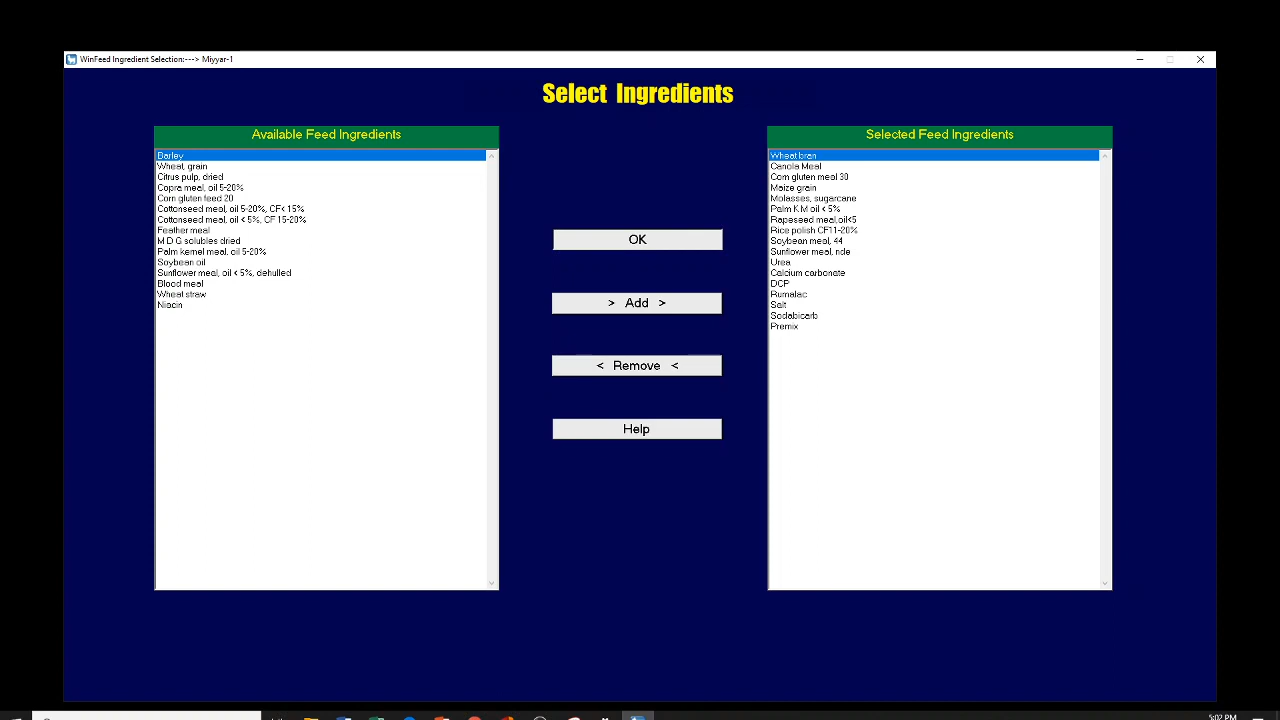 WinFeed Ingredient Selection:---> Miyyar-1
Select Ingredients
Available Feed Ingredients
Barley
Wheat, grain
Citrus pulp, dried
Copra meal, oil 5-20%
Corn gluten feed 20
Cottonseed meal, oil 5-20%, CF< 15%
Cottonseed meal, oil < 5%, CF 15-20%
Feather meal
M D G solubles dried
Palm kernel meal, oil 5-20%
Soybean oil
Sunflower meal, oil < 5%, dehulled
Blood meal
Wheat straw
Niacin
OK
> Add >
< Remove <
Help
Selected Feed Ingredients
Wheat bran
Canola Meal
Corn gluten meal 30
Maize grain
Molasses, sugarcane
Palm K M oil < 5%
Rapeseed meal,oil<5
Rice polish CF11-20%
Soybean meal, 44
Sunflower meal, nde
Urea
Calcium carbonate
DCP
Rumalac
Salt
Sodabicarb
Premix
5:02 PM